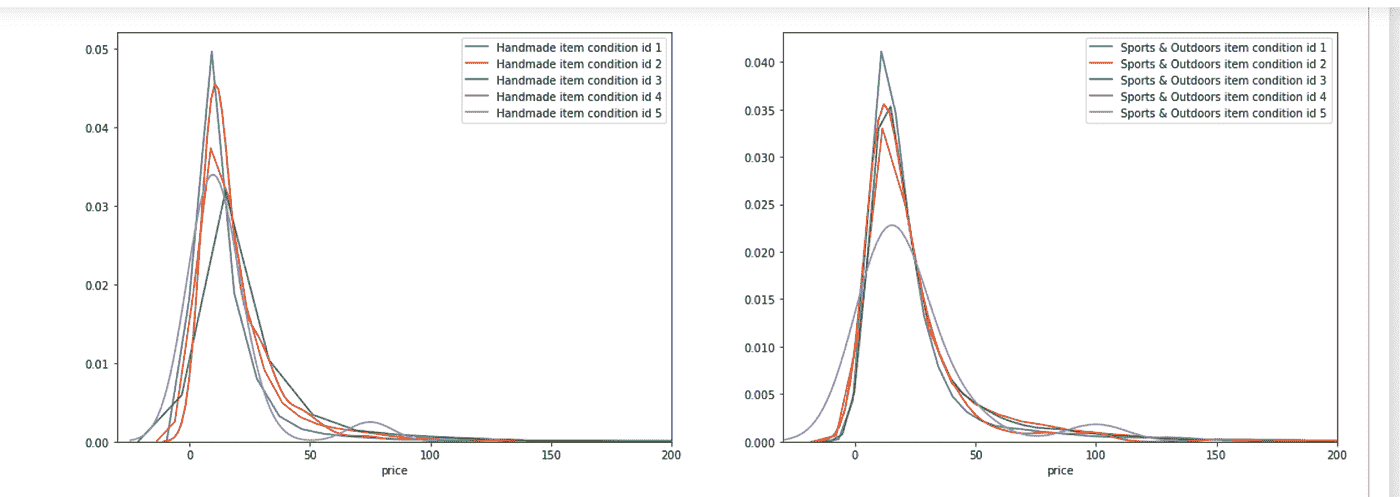 0.05
0.04
0.03
0.02
0.01
0.00
0
50
100
150
200
price
Handmade item condition id 1
Handmade item condition id 2
Handmade item condition id 3
Handmade item condition id 4
Handmade item condition id 5
0.040
0.035
0.030
0.025
0.020
0.015
0.010
0.005
0.000
0
50
100
150
200
price
Sports & Outdoors item condition id 1
Sports & Outdoors item condition id 2
Sports & Outdoors item condition id 3
Sports & Outdoors item condition id 4
Sports & Outdoors item condition id 5